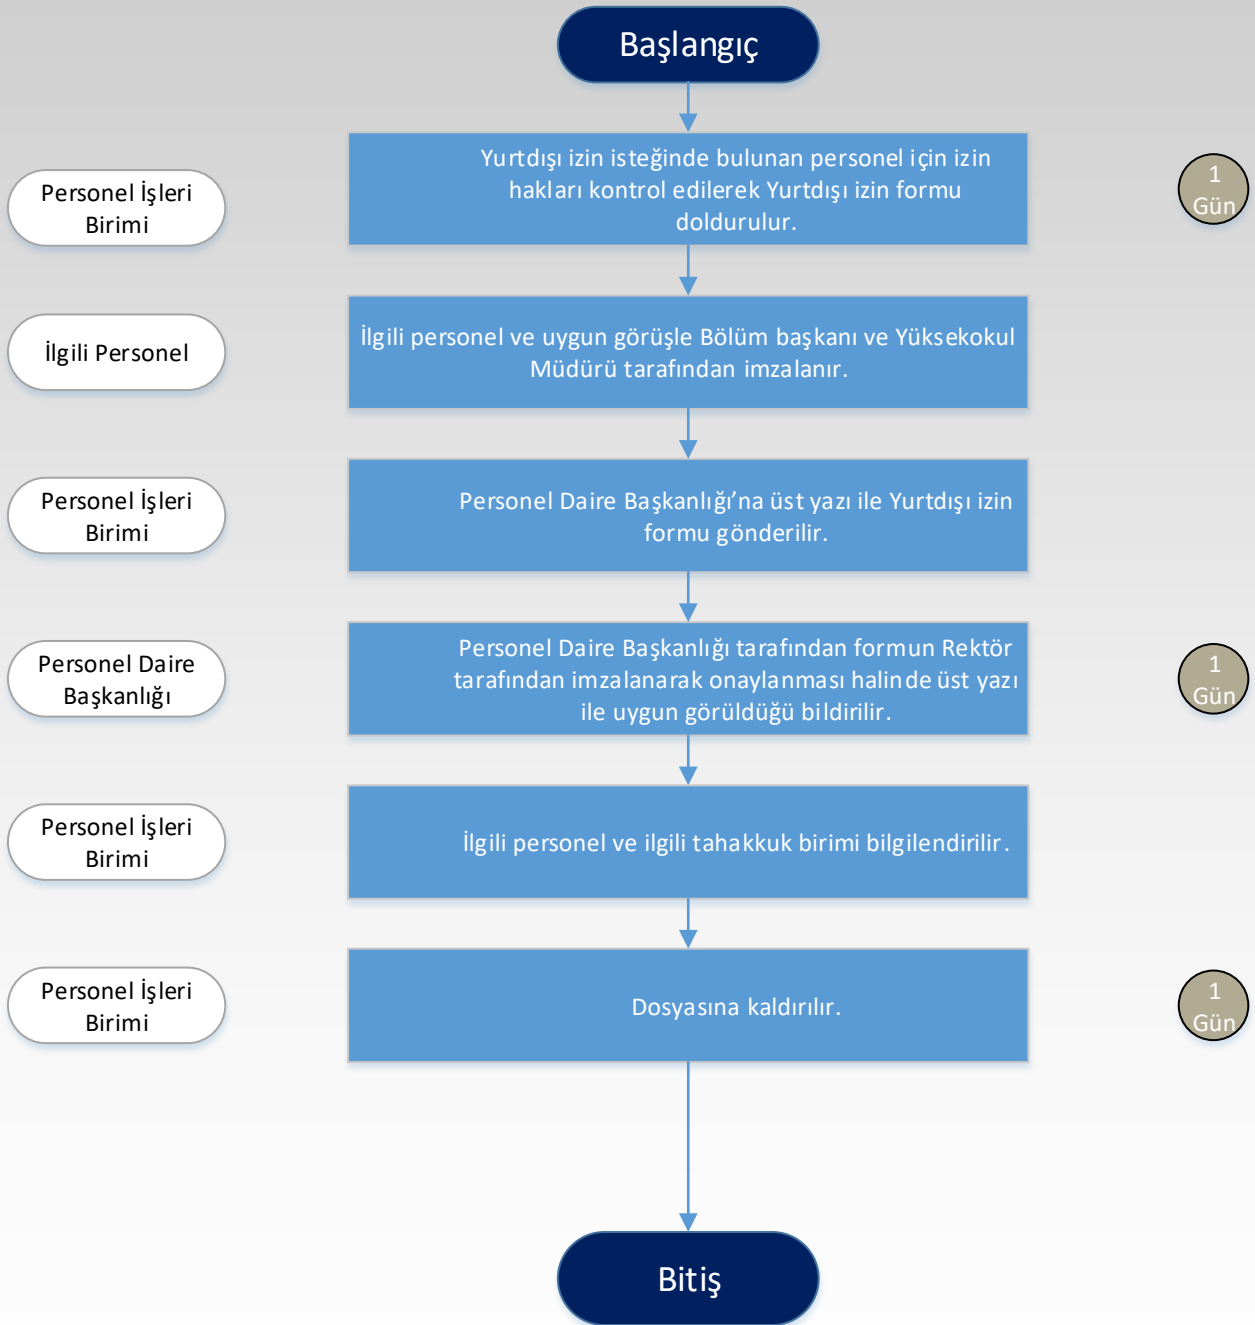 Başlangıç
Personel İşleri
Birimi
Yurtdışı izin isteğinde bulunan personel için izin
hakları kontrol edilerek Yurtdışı izin formu
doldurulur.
1
Gün
İlgili Personel
İlgili personel ve uygun görüşle Bölüm başkanı ve Yüksekokul
Müdürü tarafından imzalanır.
Personel İşleri
Birimi
Personel Daire Başkanlığı’na üst yazı ile Yurtdışı izin
formu gönderilir.
Personel Daire
Başkanlığı
Personel Daire Başkanlığı tarafından formun Rektör
tarafından imzalanarak onaylanması halinde üst yazı
ile uygun görüldüğü bildirilir.
1
Gün
Personel İşleri
Birimi
İlgili personel ve ilgili tahakkuk birimi bilgilendirilir.
Personel İşleri
Birimi
Dosyasına kaldırılır.
1
Gün
Bitiş